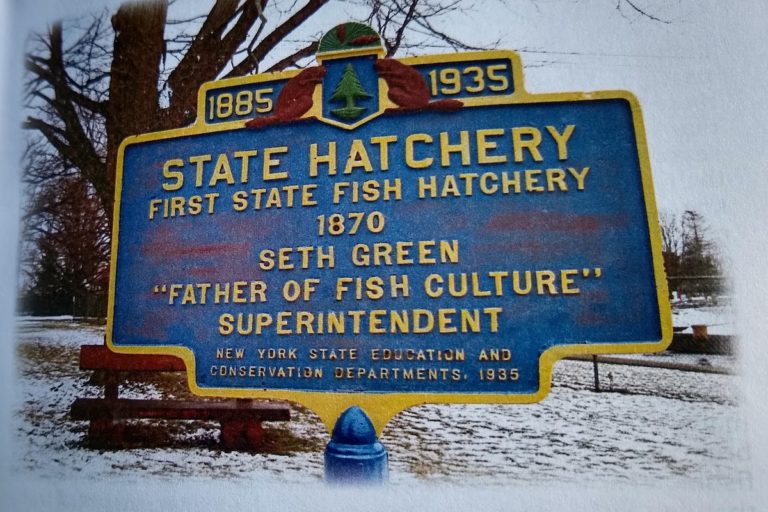 1885 1935
STATE HATCHERY
FIRST STATE FISH HATCHERY
1870
SETH GREEN
"FATHER OF FISH CULTURE"
SUPERINTENDENT
NEW YORK STATE EDUCATION AND
CONSERVATION DEPARTMENTS, 1935